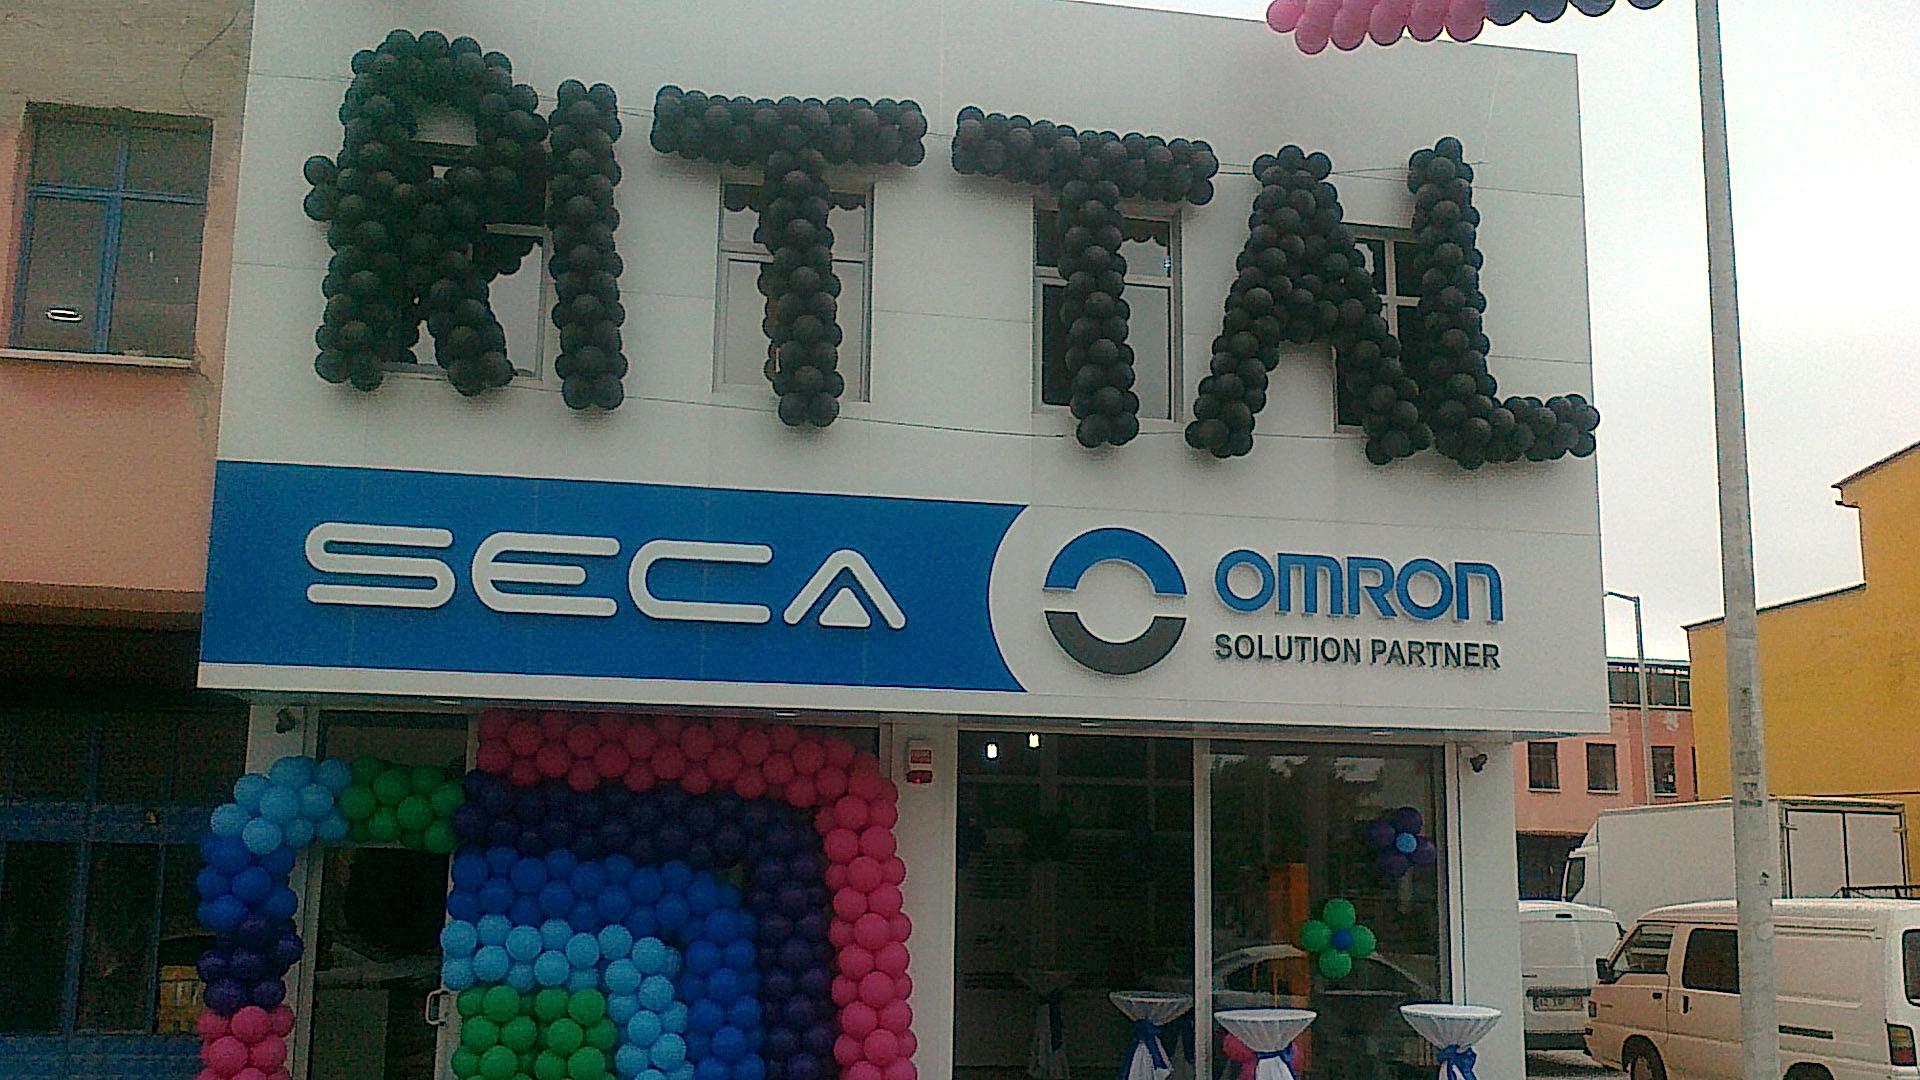 RITTAL
SECA
OMRON
SOLUTION PARTNER